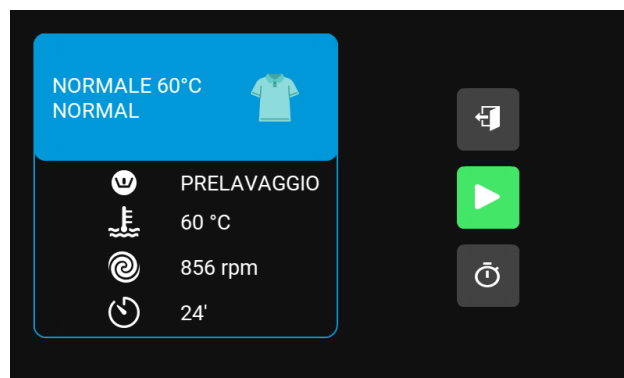 NORMALE 60°C
NORMAL
PRELAVAGGIO
60 °C
856 rpm
24'